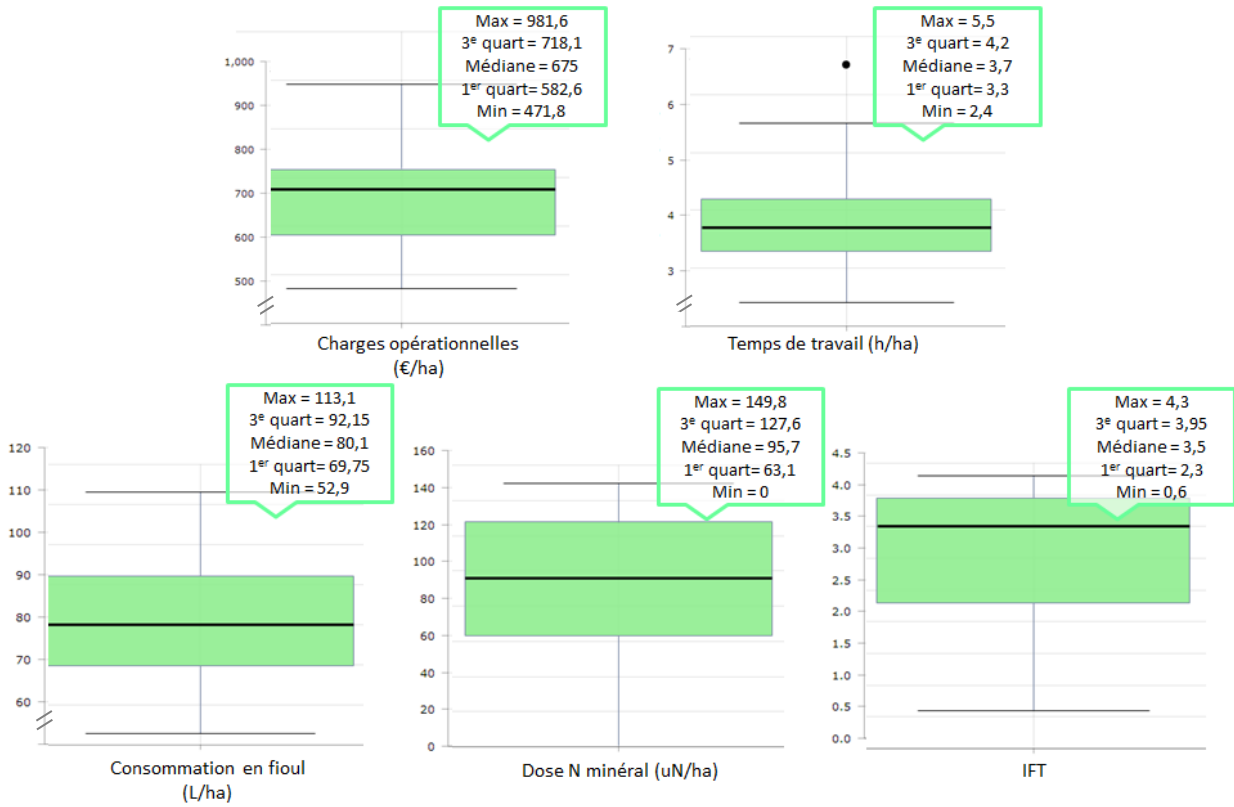 Max = 981,6
3e quart = 718,1
Médiane = 675
1er quart= 582,6
Min = 471,8
1,000
900
800
700
600
500
Charges opérationnelles
(€/ha)
Max = 5,5
3e quart = 4,2
Médiane = 3,7
1er quart = 3,3
Min = 2,4
7
6
5
4
3
Temps de travail (h/ha)
Max = 113,1
3e quart = 92,15
Médiane = 80,1
1er quart= 69,75
Min = 52,9
120
110
100
90
80
70
60
Consommation en fioul
(L/ha)
Max = 149,8
3e quart = 127,6
Médiane = 95,7
1er quart = 63,1
Min = 0
160
140
120
100
80
60
40
20
0
Dose N minéral (uN/ha)
Max = 4,3
3e quart = 3,95
Médiane = 3,5
1er quart= 2,3
Min = 0,6
4.5
4.0
3.5
3.0
2.5
2.0
1.5
1.0
0.5
0.0
IFT